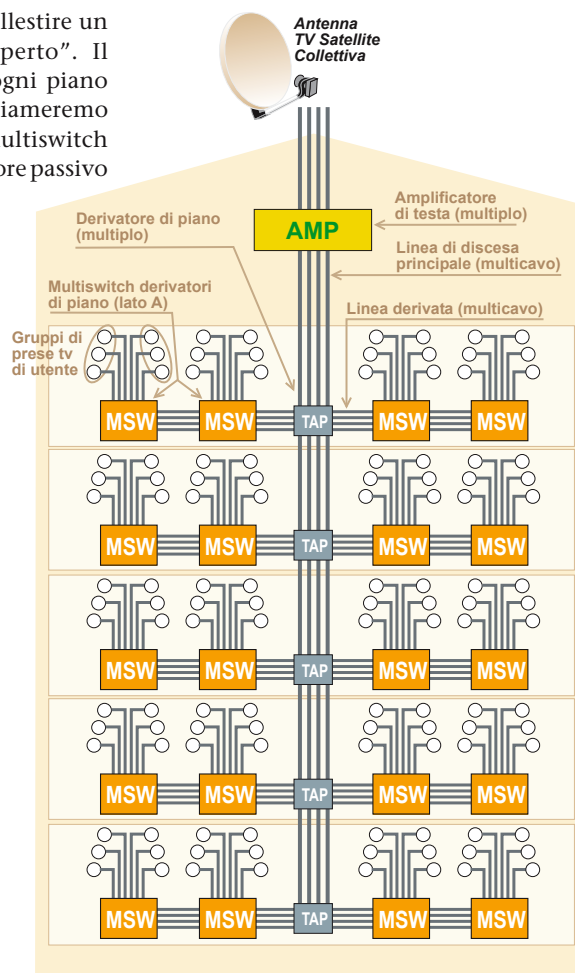 llestire un
perto”. Il
ogni piano
iameremo
ultiswitch
ore passivo
Antenna
TV Satellite
Collettiva
Amplificatore
di testa (multiplo)
Derivatore di piano
(multiplo)
AMP
Linea di discesa
principale (multicavo)
Multiswitch derivatori
di piano (lato A)
Linea derivata (multicavo)
Gruppi di
prese tv
di utente
MSW MSW TAP MSW MSW
MSW MSW TAP MSW MSW
MSW MSW TAP MSW MSW
MSW MSW TAP MSW MSW
MSW MSW TAP MSW MSW